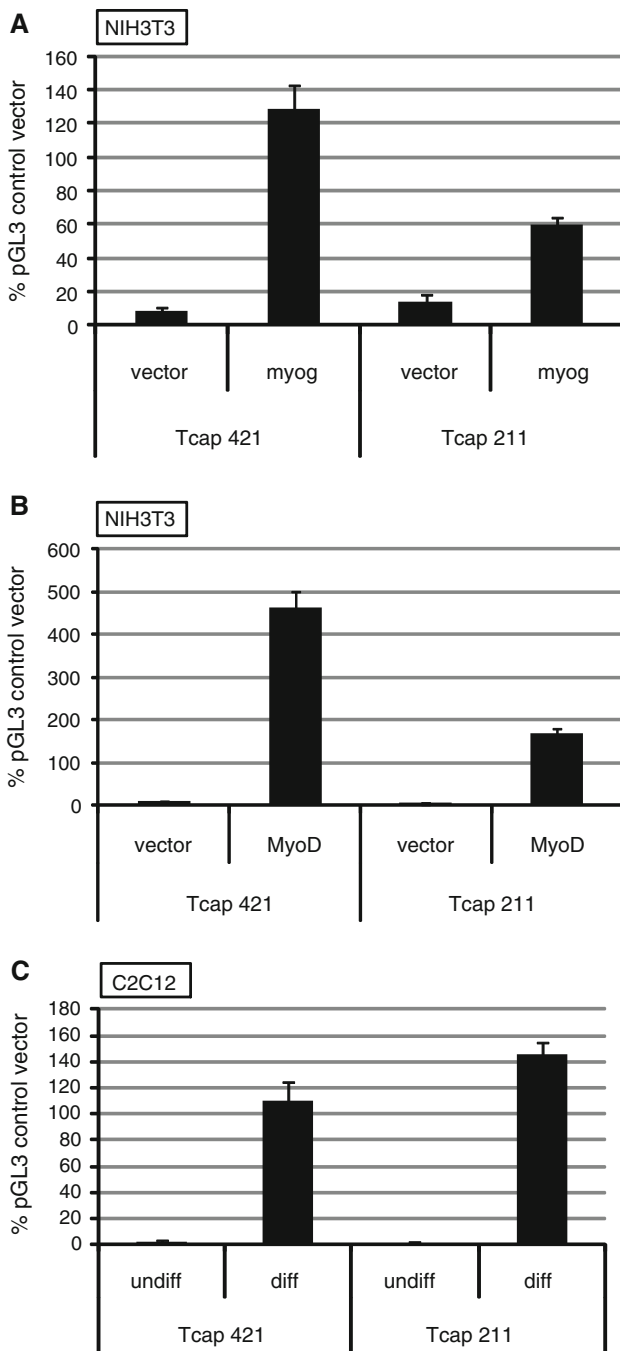 A
NIH3T3
% pGL3 control vector
160
140
120
100
80
60
40
20
0
vector myog vector myog
Tcap 421 Tcap 211
B
NIH3T3
% pGL3 control vector
600
500
400
300
200
100
0
vector MyoD vector MyoD
Tcap 421 Tcap 211
C
C2C12
% pGL3 control vector
180
160
140
120
100
80
60
40
20
0
undiff diff undiff diff
Tcap 421 Tcap 211